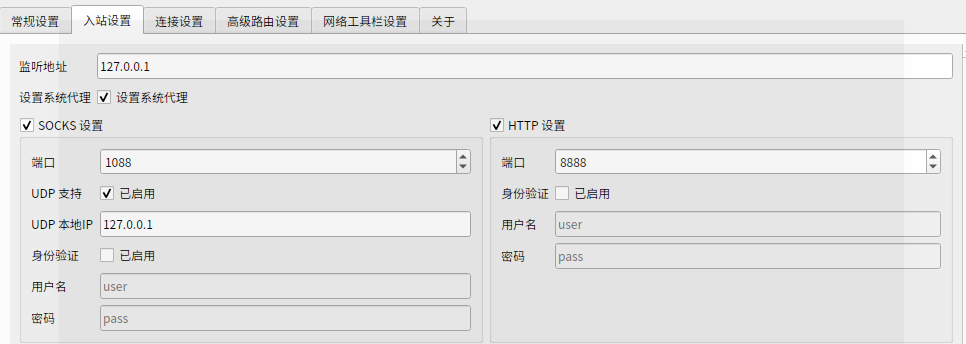 常规设置 入站设置 连接设置 高级路由设置 网络工具栏设置 关于
监听地址 127.0.0.1
设置系统代理 设置系统代理
SOCKS 设置
端口 1088
UDP 支持 已启用
UDP 本地IP 127.0.0.1
身份验证 已启用
用户名 user
密码 pass
HTTP 设置
端口 8888
身份验证 已启用
用户名 user
密码 pass